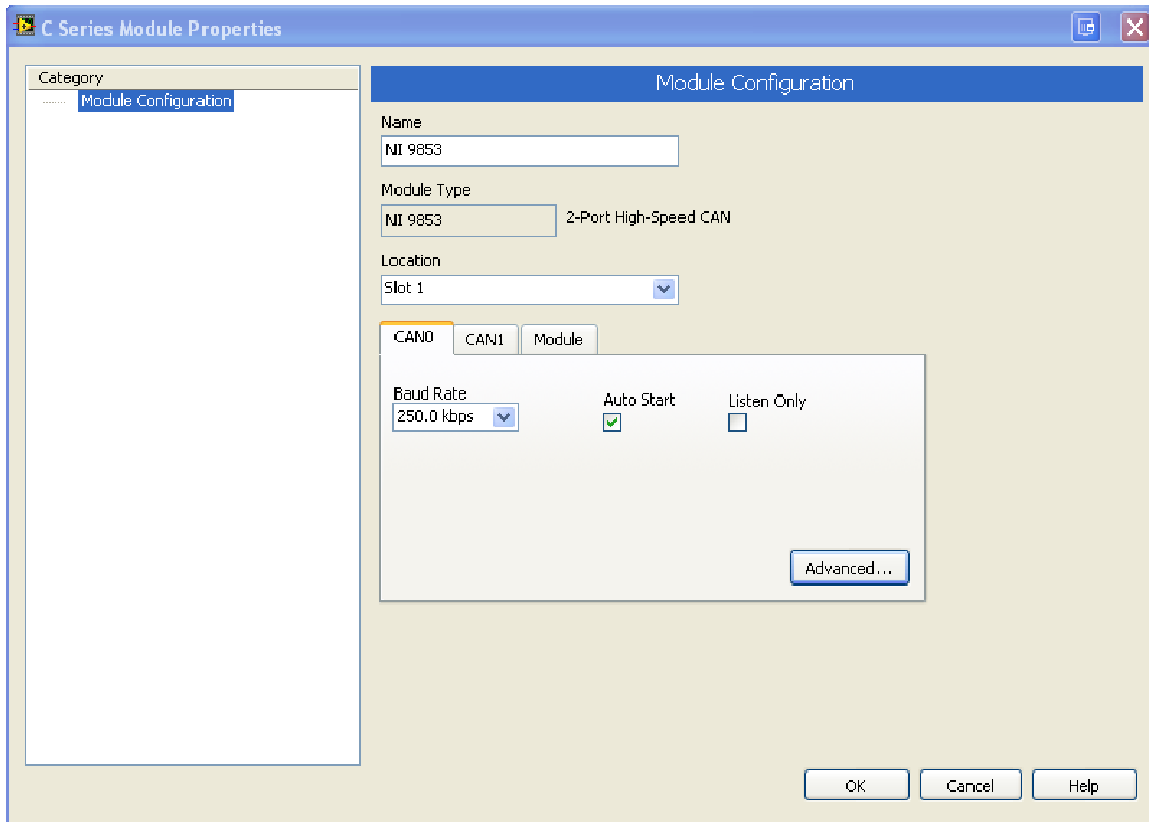 C Series Module Properties
Category
Module Configuration
Module Configuration
Name
NI 9853
Module Type
NI 9853 2-Port High-Speed CAN
Location
Slot 1
CAN0 CAN1 Module
Baud Rate Auto Start Listen Only
250.0 kbps
Advanced...
OK Cancel Help